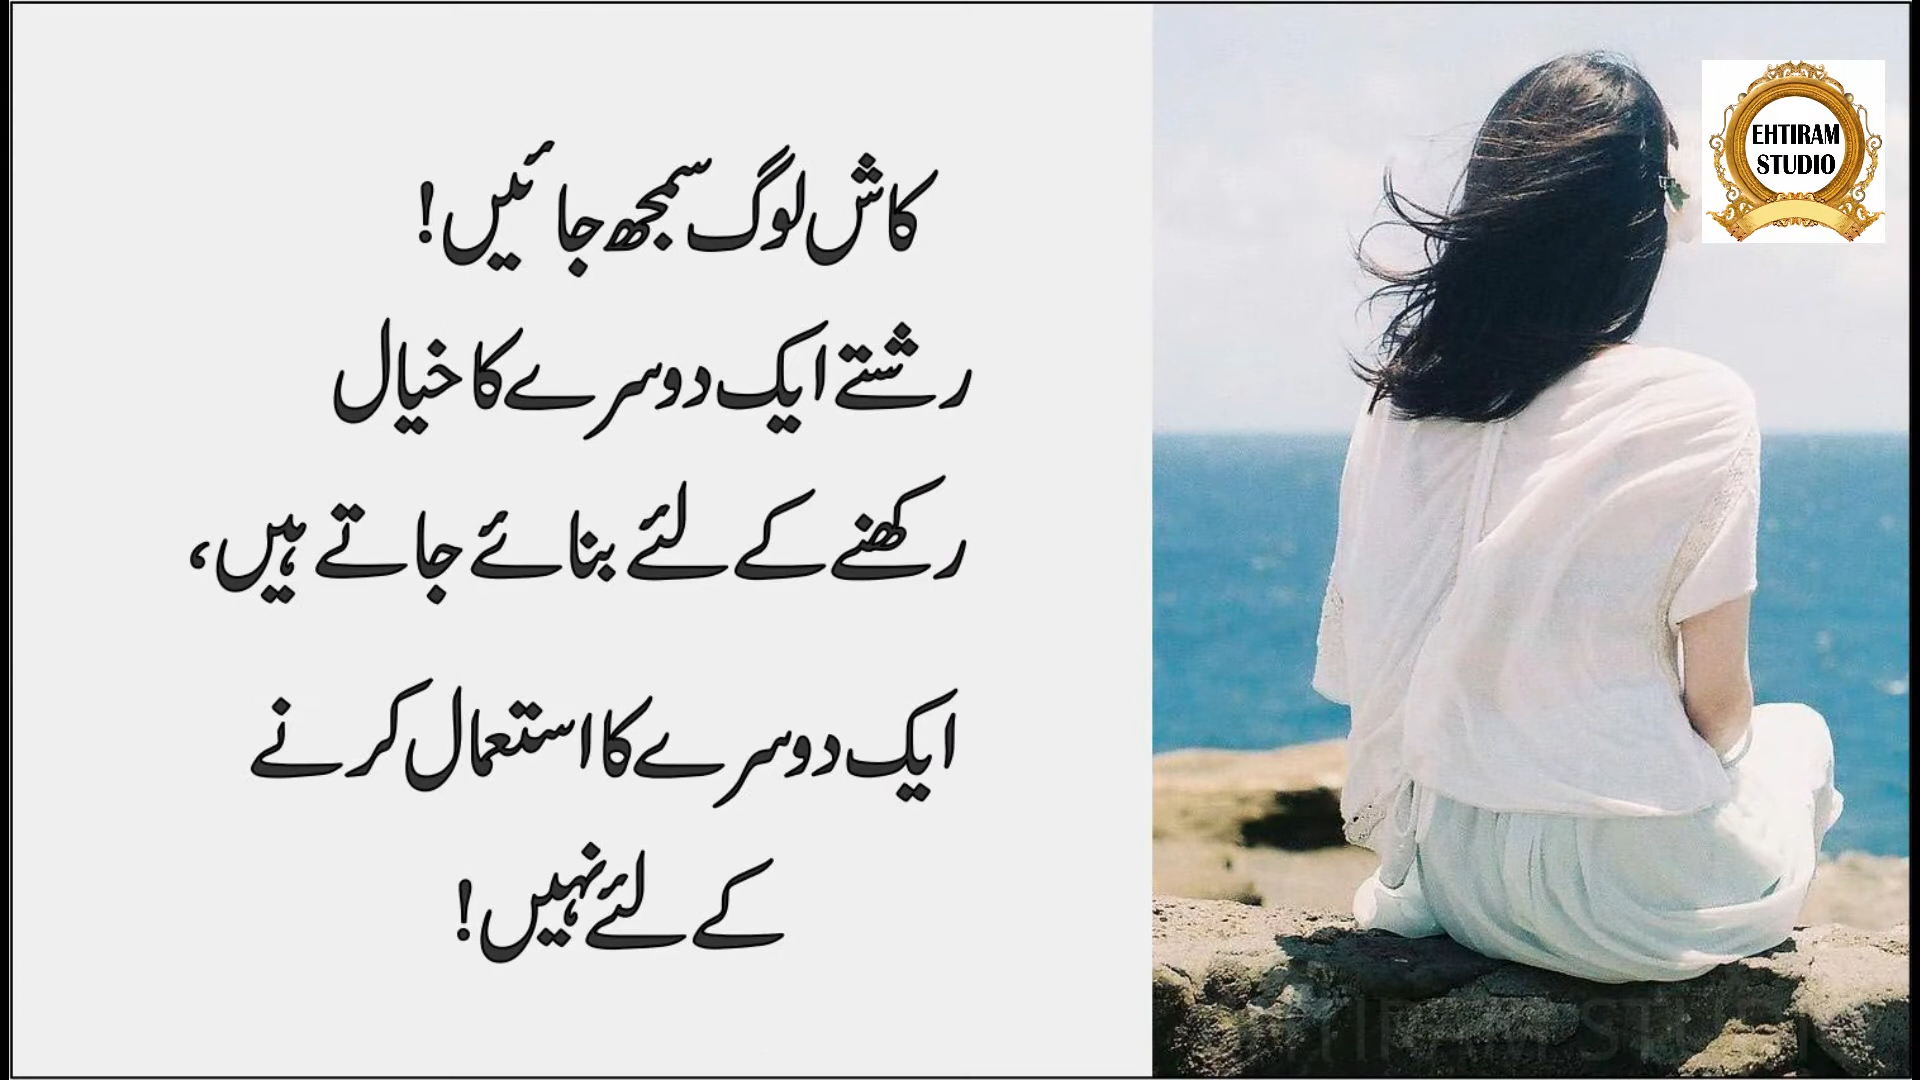 کاش لوگ سمجھ جائیں!
رشتے ایک دوسرے کا خیال
رکھنے کے لئے بنائے جاتے ہیں،
ایک دوسرے کا استعمال کرنے
کے لئے نہیں!
EHTIRAM
STUDIO